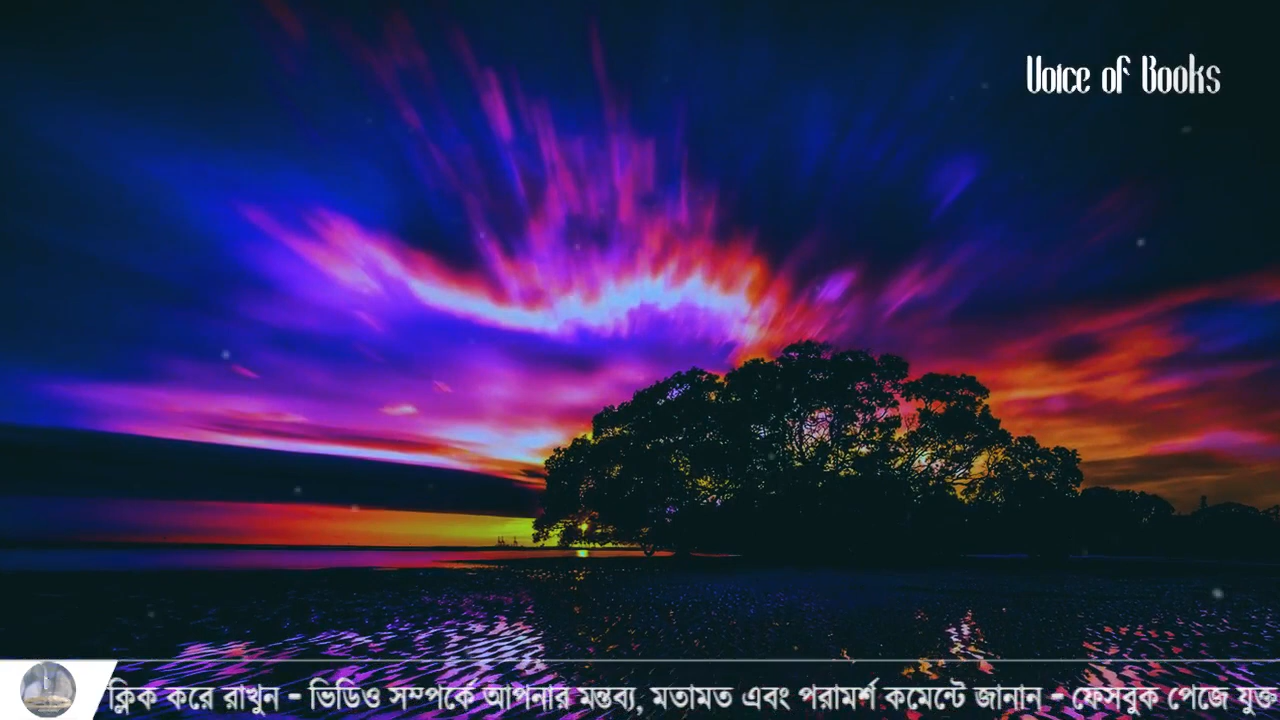 Voice of Books
ক্লিক করে রাখুন - ভিডিও সম্পর্কে আপনার মন্তব্য, মতামত এবং পরামর্শ কমেন্টে জানান - ফেসবুক পেজে যুক্ত